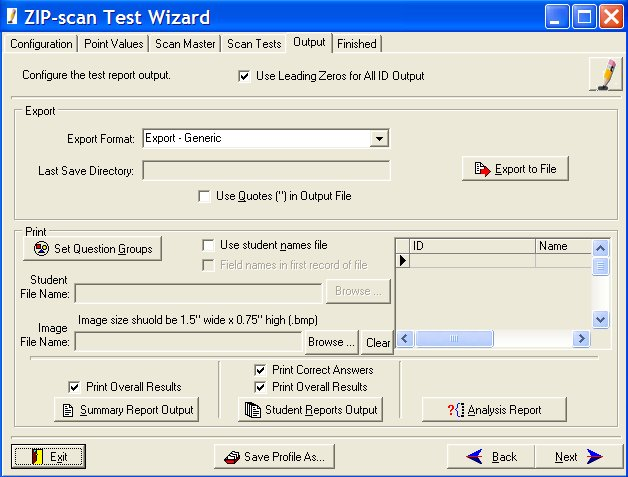 ZIP-scan Test Wizard
Configuration Point Values Scan Master Scan Tests Output Finished
Configure the test report output. Use Leading Zeros for All ID Output
Export
Export Format: Export - Generic
Last Save Directory: Export to File
Use Quotes (") in Output File
Print
Set Question Groups Use student names file ID Name
Field names in first record of file
Student
File Name: Browse ...
Image size shuold be 1.5" wide x 0.75" high (.bmp)
Image
File Name: Browse ... Clear
Print Correct Answers
Print Overall Results Print Overall Results
Summary Report Output Student Reports Output Analysis Report
Exit Save Profile As... Back Next